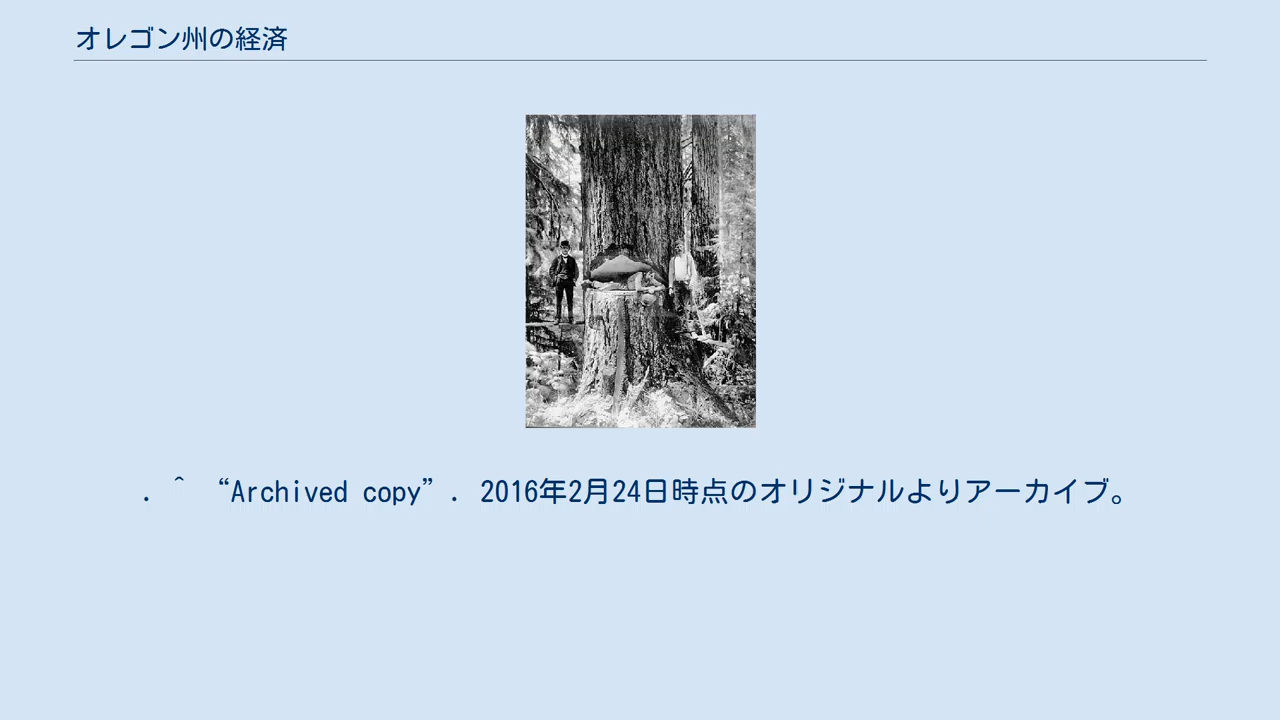 オレゴン州の経済
. ^ “Archived copy”. 2016年2月24日時点のオリジナルよりアーカイブ。